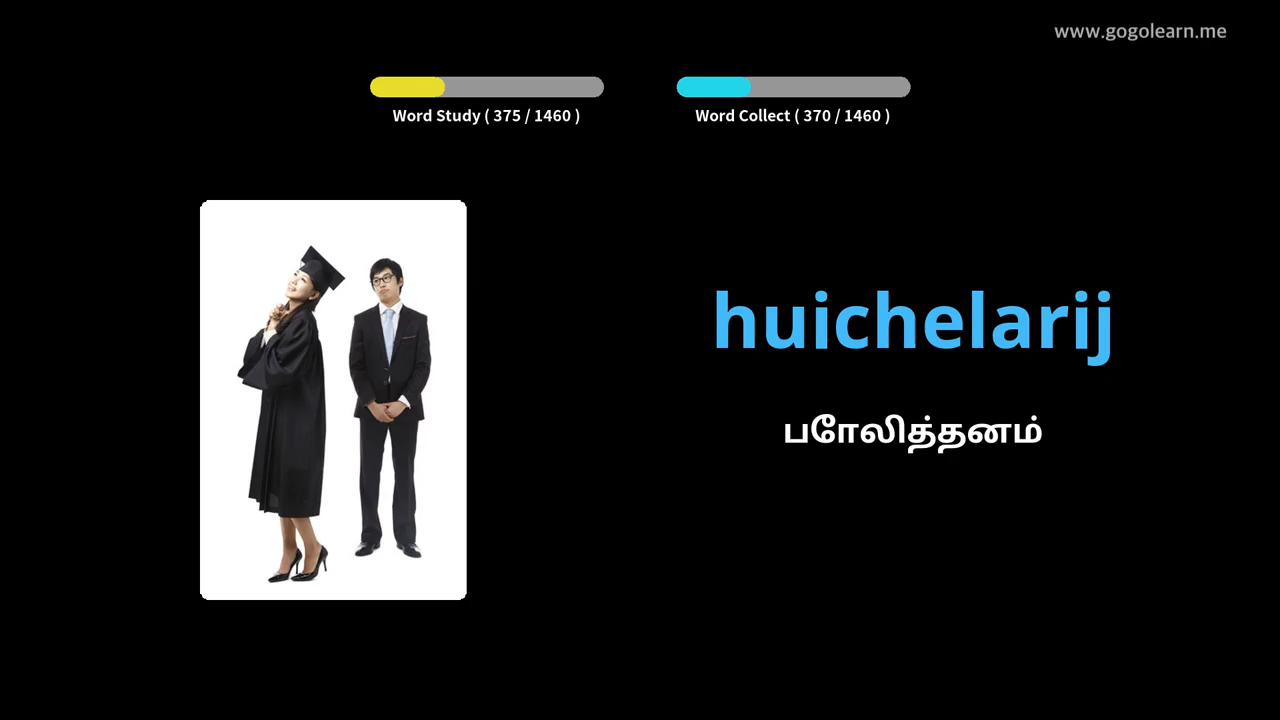 www.gogolearn.me
Word Study ( 375 / 1460 )
Word Collect ( 370 / 1460 )
huichelarij
போலித்தனம்